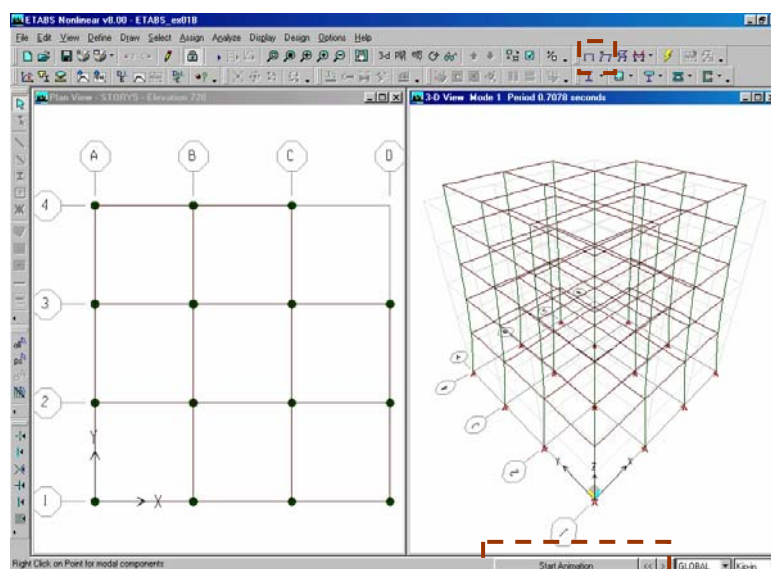 ETABS Nonlinear v8.00 - ETABS_ex01B
File Edit View Define Draw Select Assign Analyze Display Design Options Help
3-d
Plan View - STORY5 - Elevation 720
3-D View Mode 1 Period 0.7078 seconds
A B C D
4
3
2
1
Y
X
Y Z X
Right Click on Point for modal components
Start Animation << > GLOBAL Kip-in